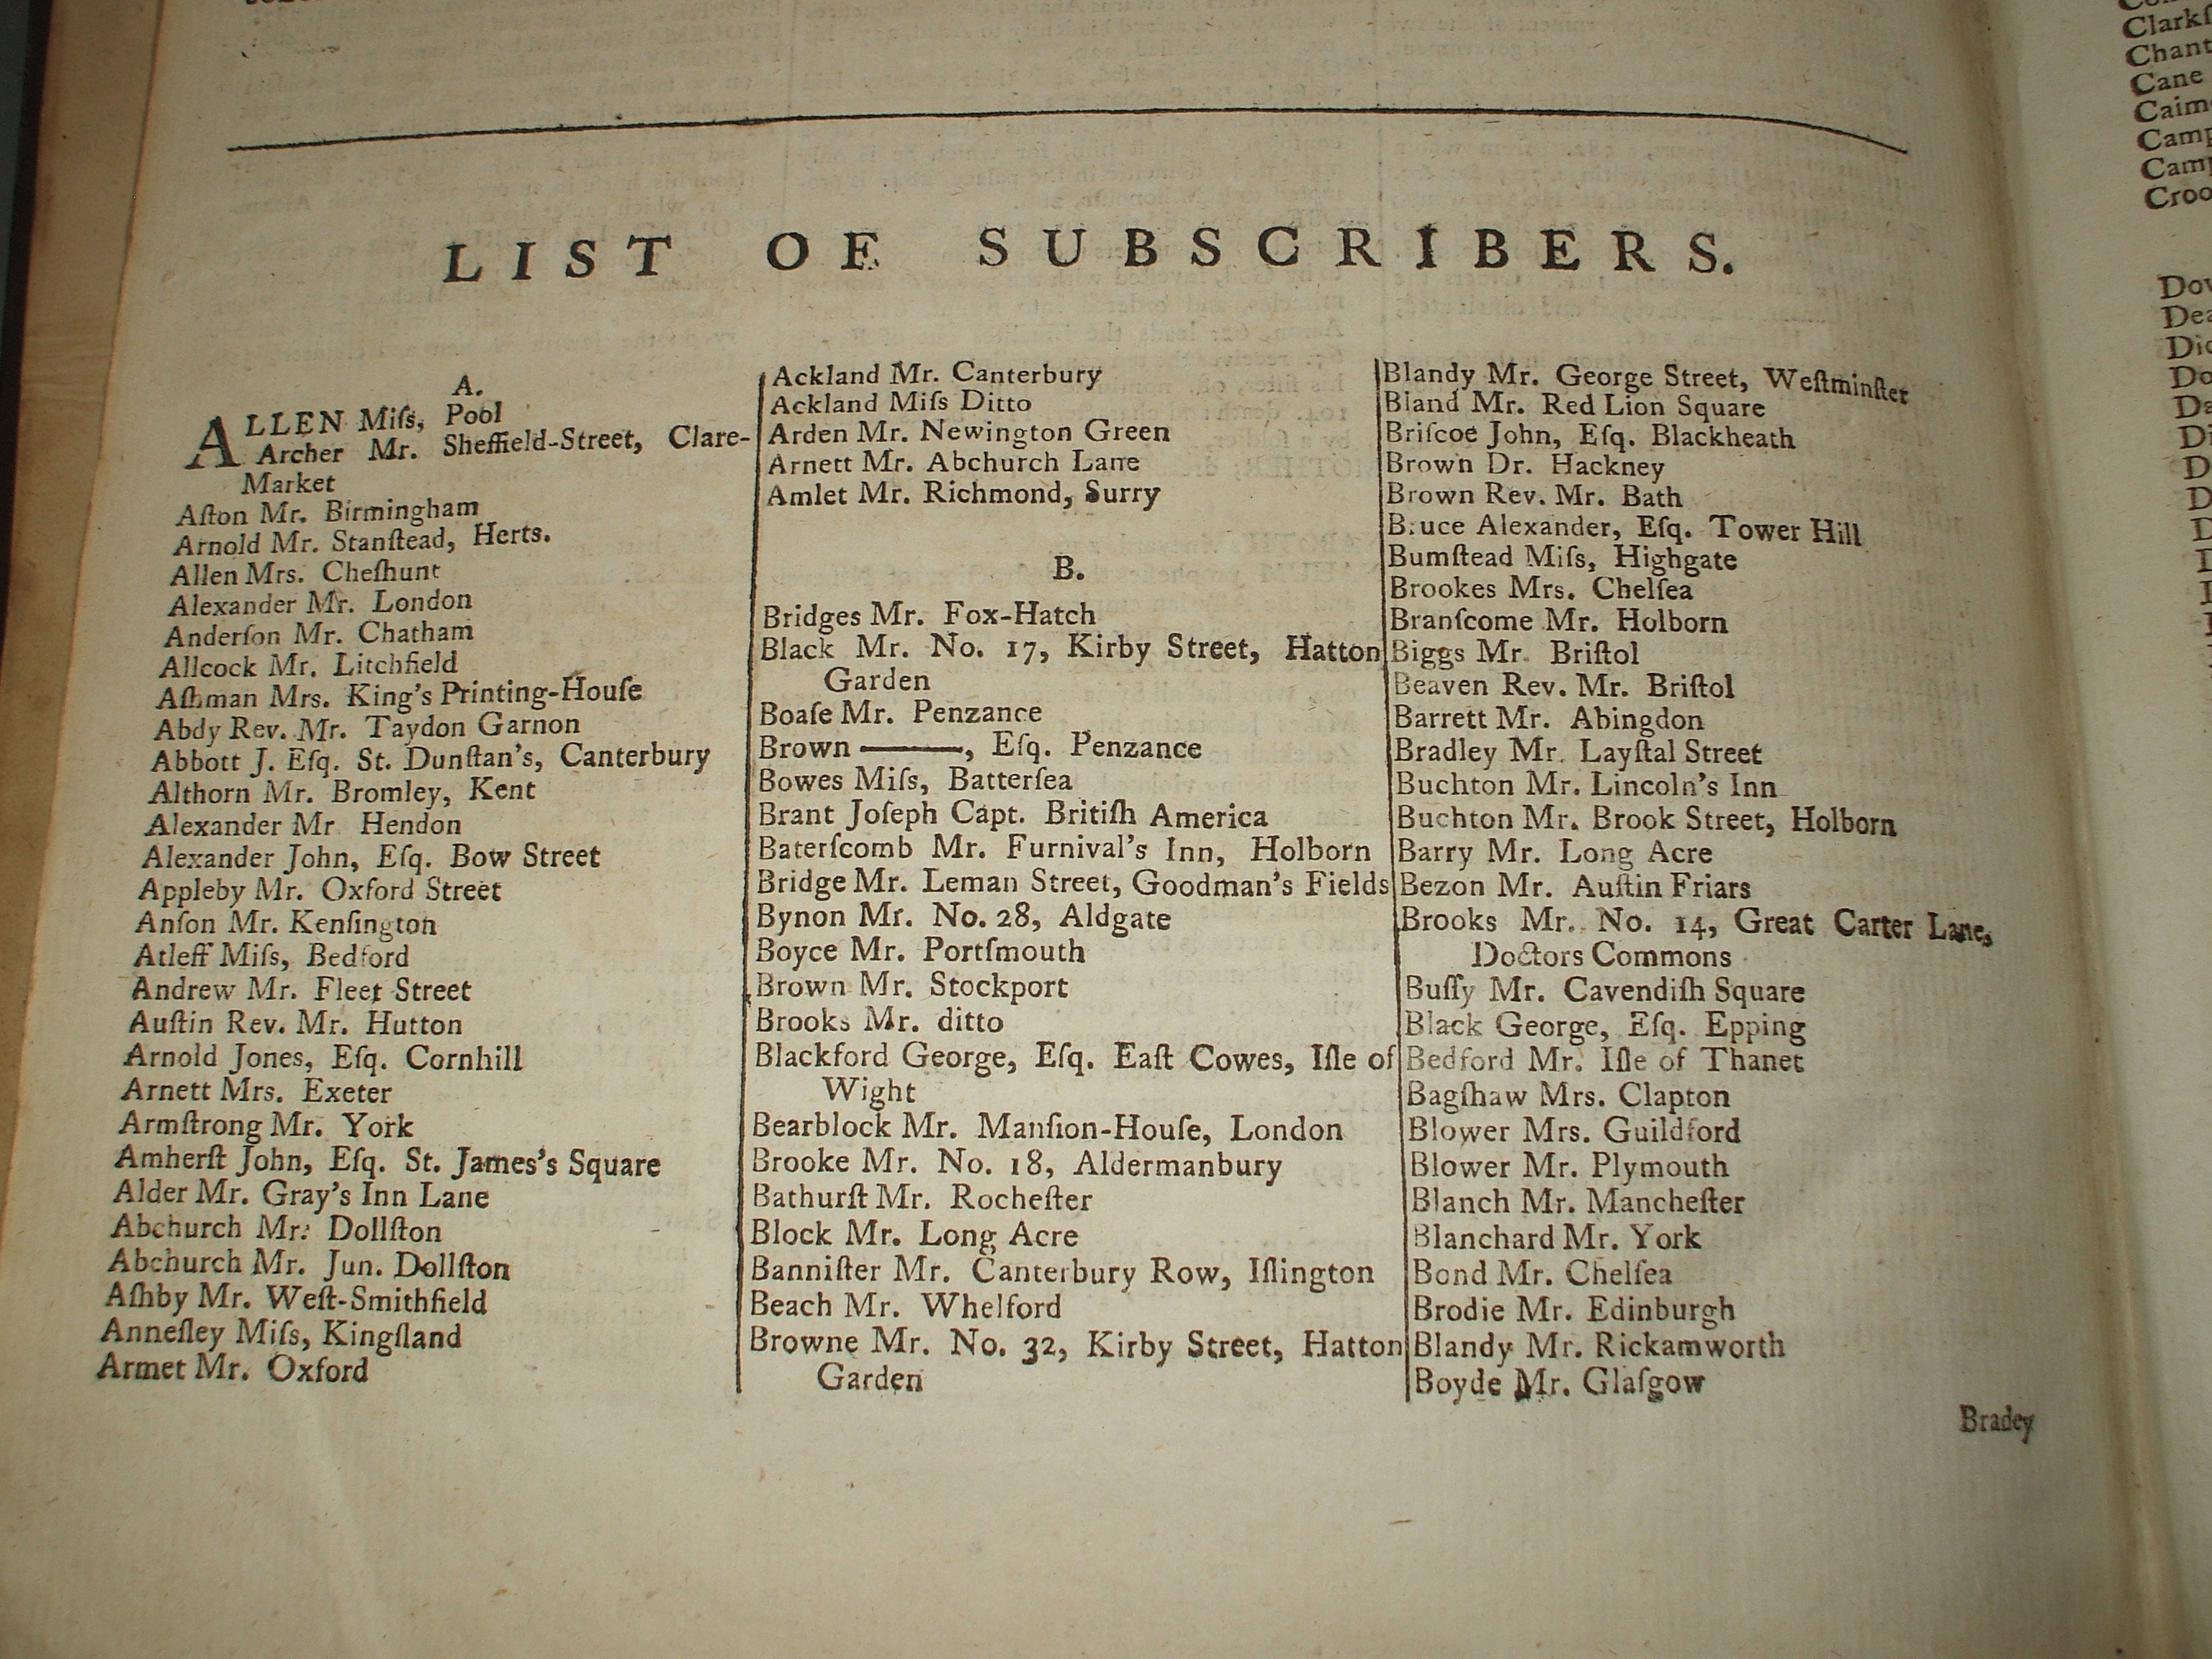 LIST OF SUBSCRIBERS.
A.
ALLEN Miſs, Pool
Archer Mr. Sheffield-Street, Clare-
Market
Aſton Mr. Birmingham
Arnold Mr. Stanſtead, Herts.
Allen Mrs. Cheſhunt
Alexander Mr. London
Anderſon Mr. Chatham
Allcock Mr. Litchfield
Aſhman Mrs. King's Printing-Houſe
Abdy Rev. Mr. Taydon Garnon
Abbott J. Eſq. St. Dunſtan's, Canterbury
Althorn Mr. Bromley, Kent
Alexander Mr Hendon
Alexander John, Eſq. Bow Street
Appleby Mr. Oxford Street
Anſon Mr. Kenſington
Atleff Miſs, Bedford
Andrew Mr. Fleet Street
Auſtin Rev. Mr. Hutton
Arnold Jones, Eſq. Cornhill
Arnett Mrs. Exeter
Armſtrong Mr. York
Amherſt John, Eſq. St. James's Square
Alder Mr. Gray's Inn Lane
Abchurch Mr. Dollſton
Abchurch Mr. Jun. Dollſton
Aſhby Mr. Weſt-Smithfield
Anneſley Miſs, Kingſland
Armet Mr. Oxford
Ackland Mr. Canterbury
Ackland Miſs Ditto
Arden Mr. Newington Green
Arnett Mr. Abchurch Lane
Amlet Mr. Richmond, Surry
B.
Bridges Mr. Fox-Hatch
Black Mr. No. 17, Kirby Street, Hatton
Garden
Boaſe Mr. Penzance
Brown ———, Eſq. Penzance
Bowes Miſs, Batterſea
Brant Joſeph Capt. Britiſh America
Baterſcomb Mr. Furnival's Inn, Holborn
Bridge Mr. Leman Street, Goodman's Fields
Bynon Mr. No. 28, Aldgate
Boyce Mr. Portſmouth
Brown Mr. Stockport
Brooks Mr. ditto
Blackford George, Eſq. Eaſt Cowes, Iſle of
Wight
Bearblock Mr. Manſion-Houſe, London
Brooke Mr. No. 18, Aldermanbury
Bathurſt Mr. Rocheſter
Block Mr. Long Acre
Banniſter Mr. Canterbury Row, Iſlington
Beach Mr. Whelford
Browne Mr. No. 32, Kirby Street, Hatton
Garden
Blandy Mr. George Street, Weſtminſter
Bland Mr. Red Lion Square
Briſcoe John, Eſq. Blackheath
Brown Dr. Hackney
Brown Rev. Mr. Bath
Bruce Alexander, Eſq. Tower Hill
Bumſtead Miſs, Highgate
Brookes Mrs. Chelſea
Branſcome Mr. Holborn
Biggs Mr. Briſtol
Beaven Rev. Mr. Briſtol
Barrett Mr. Abingdon
Bradley Mr. Layſtal Street
Buchton Mr. Lincoln's Inn
Buchton Mr. Brook Street, Holborn
Barry Mr. Long Acre
Bezon Mr. Auſtin Friars
Brooks Mr. No. 14, Great Carter Lane,
Doctors Commons
Buſſy Mr. Cavendiſh Square
Black George, Eſq. Epping
Bedford Mr. Iſle of Thanet
Bagſhaw Mrs. Clapton
Blower Mrs. Guildford
Blower Mr. Plymouth
Blanch Mr. Mancheſter
Blanchard Mr. York
Bond Mr. Chelſea
Brodie Mr. Edinburgh
Blandy Mr. Rickamworth
Boyde Mr. Glaſgow
Bradey
Cane